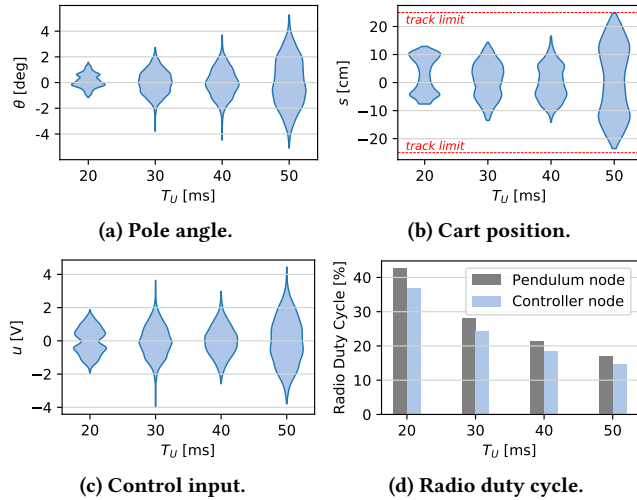 4
2
0
−2
−4
θ [deg]
20 30 40 50
T_U [ms]
(a) Pole angle.
20
10
0
−10
−20
s [cm]
track limit
track limit
20 30 40 50
T_U [ms]
(b) Cart position.
4
2
0
−2
−4
u [V]
20 30 40 50
T_U [ms]
(c) Control input.
40
30
20
10
0
Radio Duty Cycle [%]
Pendulum node
Controller node
20 30 40 50
T_U [ms]
(d) Radio duty cycle.